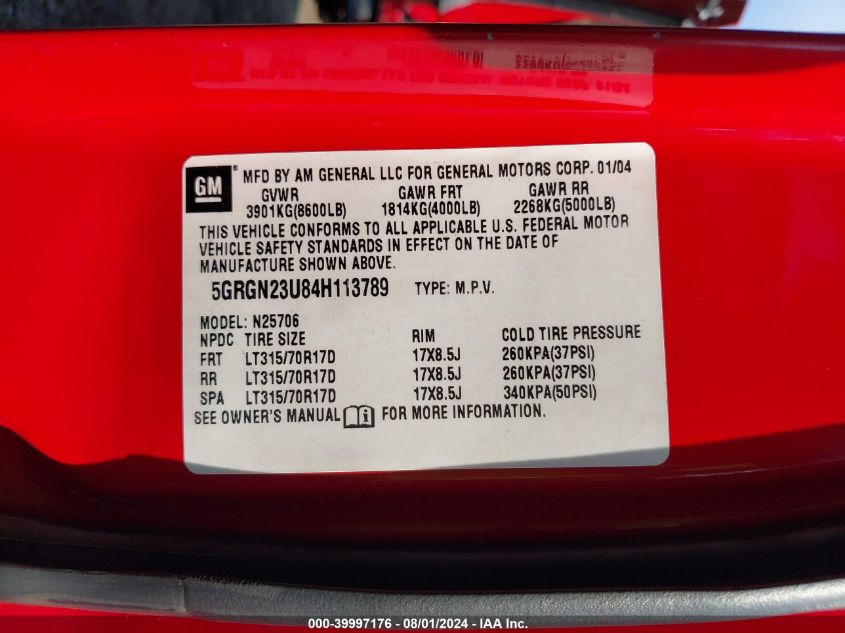 GM ® MFD BY AM GENERAL LLC FOR GENERAL MOTORS CORP. 01/04
GVWR GAWR FRT GAWR RR
3901KG(8600LB) 1814KG(4000LB) 2268KG(5000LB)
THIS VEHICLE CONFORMS TO ALL APPLICABLE U.S. FEDERAL MOTOR
VEHICLE SAFETY STANDARDS IN EFFECT ON THE DATE OF
MANUFACTURE SHOWN ABOVE.
5GRGN23U84H113789 TYPE: M.P.V.
MODEL: N25706
NPDC TIRE SIZE RIM COLD TIRE PRESSURE
FRT LT315/70R17D 17X8.5J 260KPA(37PSI)
RR LT315/70R17D 17X8.5J 260KPA(37PSI)
SPA LT315/70R17D 17X8.5J 340KPA(50PSI)
SEE OWNER'S MANUAL FOR MORE INFORMATION.
000-39997176 - 08/01/2024 - IAA Inc.